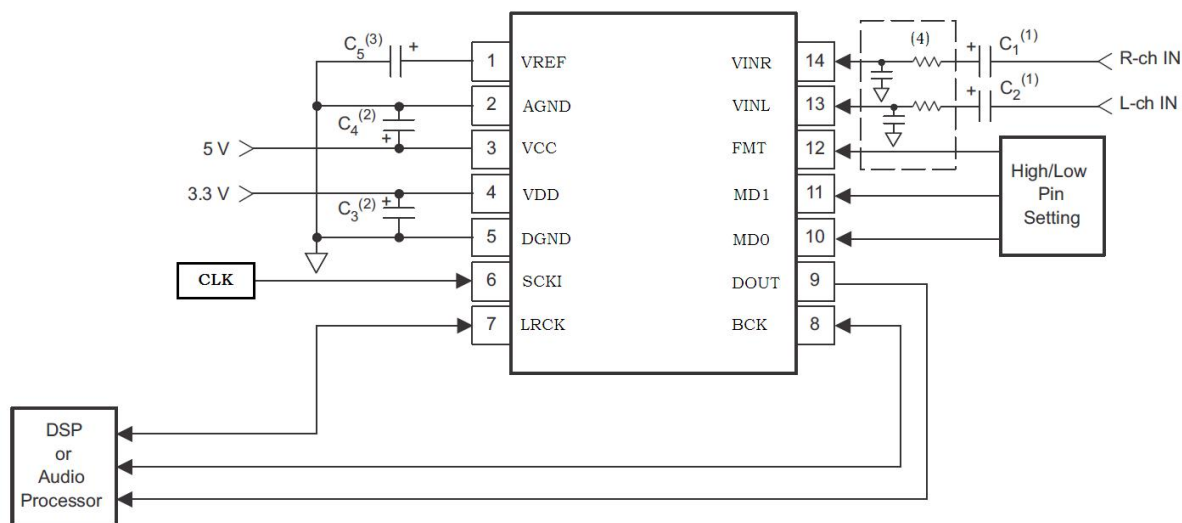 C5(3) +
1 VREF
2 AGND
C4(2) +
5 V
3 VCC
3.3 V
4 VDD
C3(2) +
5 DGND
CLK
6 SCKI
7 LRCK
VINR 14
VINL 13
FMT 12
MD1 11
MD0 10
DOUT 9
BCK 8
(4)
+ C1(1)
R-ch IN
+ C2(1)
L-ch IN
High/Low
Pin
Setting
DSP
or
Audio
Processor